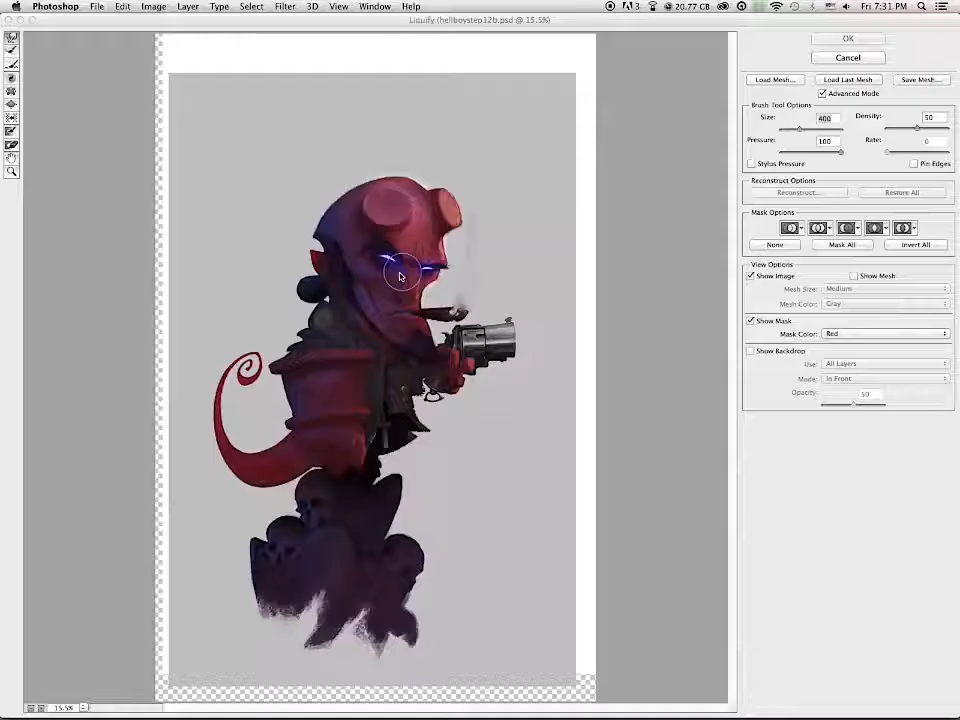 Photoshop File Edit Image Layer Type Select Filter 3D View Window Help 3 20.77 GB Fri 7:31 PM
Liquify (hellboystep12b.psd @ 15.5%)
OK
Cancel
Load Mesh... Load Last Mesh Save Mesh...
Advanced Mode
Brush Tool Options
Size: 400 Density: 50
Pressure: 100 Rate: 0
Stylus Pressure Pin Edges
Reconstruct Options
Reconstruct... Restore All
Mask Options
None Mask All Invert All
View Options
Show Image Show Mesh
Mesh Size: Medium
Mesh Color: Gray
Show Mask
Mask Color: Red
Show Backdrop
Use: All Layers
Mode: In Front
Opacity: 50
15.5%